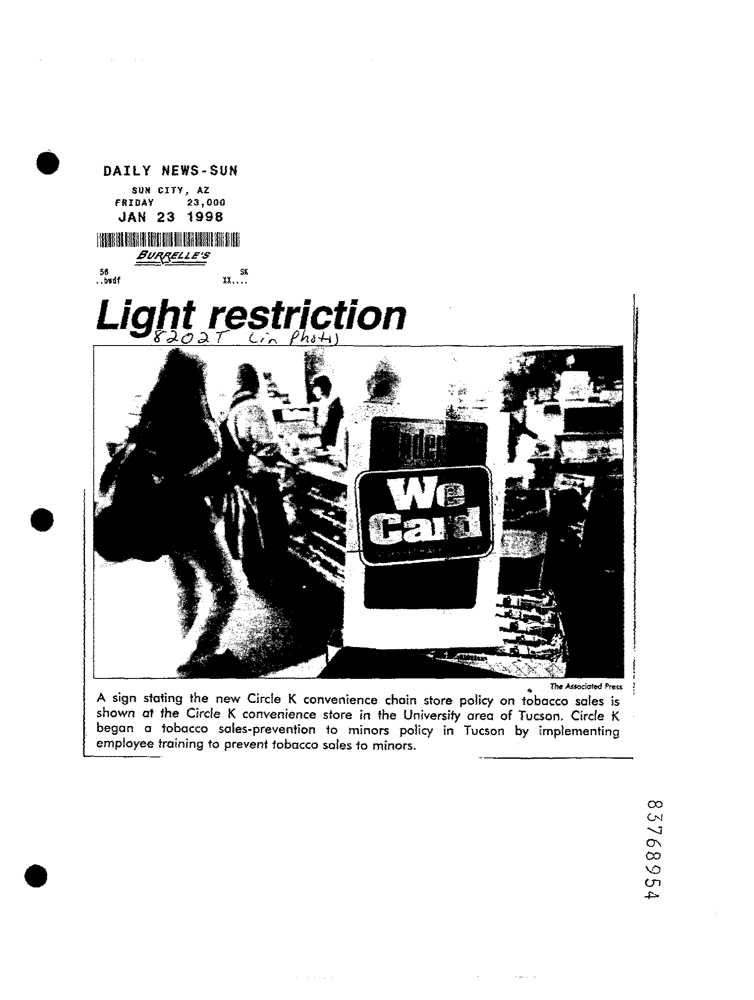 DAILY NEWS-SUN
SUN CITY, AZ
FRIDAY 23,000
JAN 23 1998
BURRELLE'S
56 SK
..bwdf XX....
Light restriction
8202T (in Photo)
We
Card
The Associated Press
A sign stating the new Circle K convenience chain store policy on tobacco sales is
shown at the Circle K convenience store in the University area of Tucson. Circle K
began a tobacco sales-prevention to minors policy in Tucson by implementing
employee training to prevent tobacco sales to minors.
83768954